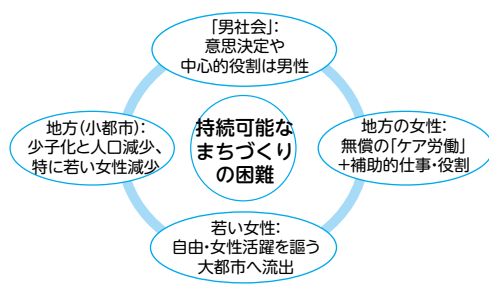 「男社会」:
意思決定や
中心的役割は男性
地方(小都市):
少子化と人口減少、
特に若い女性減少
持続可能な
まちづくり
の困難
地方の女性:
無償の「ケア労働」
+補助的仕事・役割
若い女性:
自由・女性活躍を謳う
大都市へ流出